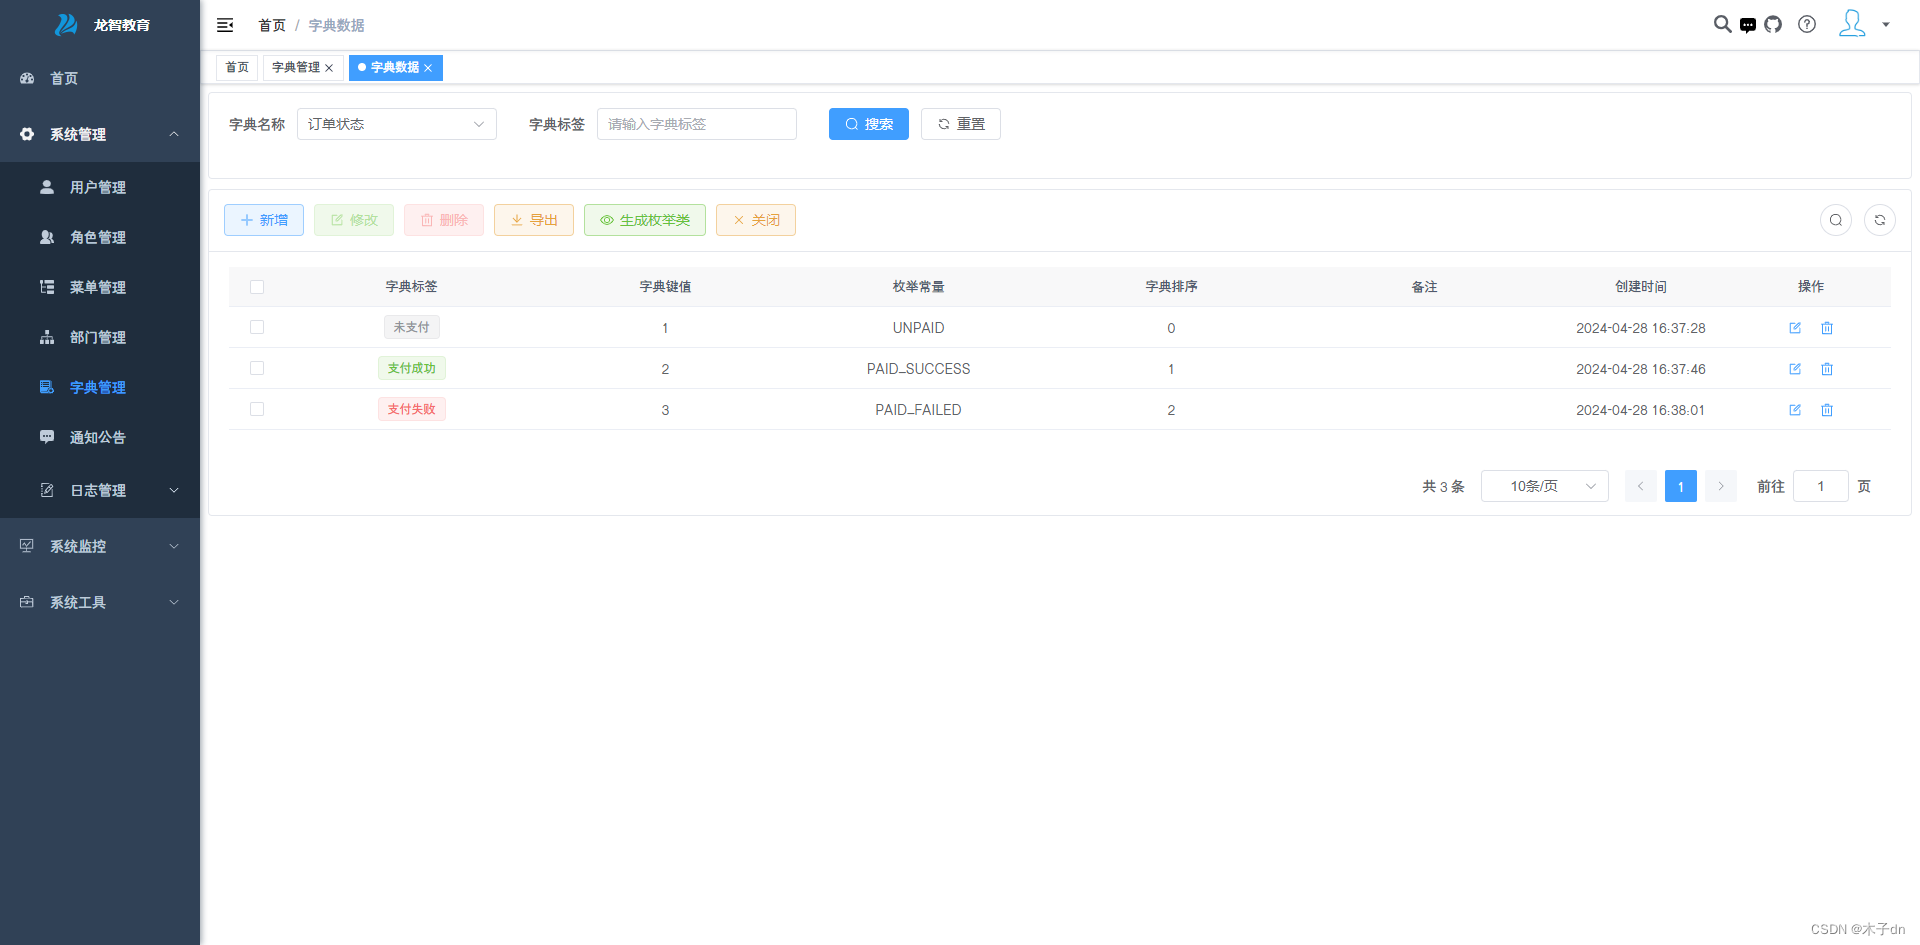 龙智教育
首页
系统管理
用户管理
角色管理
菜单管理
部门管理
字典管理
通知公告
日志管理
系统监控
系统工具
首页 / 字典数据
首页 字典管理 字典数据
字典名称 订单状态 字典标签 请输入字典标签 搜索 重置
新增 修改 删除 导出 生成枚举类 关闭
字典标签 字典键值 枚举常量 字典排序 备注 创建时间 操作
未支付 1 UNPAID 0 2024-04-28 16:37:28
支付成功 2 PAID_SUCCESS 1 2024-04-28 16:37:46
支付失败 3 PAID_FAILED 2 2024-04-28 16:38:01
共 3 条 10条/页 1 前往 1 页
CSDN @木子dn